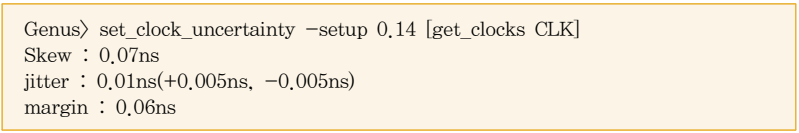 Genus> set_clock_uncertainty -setup 0.14 [get_clocks CLK]
Skew : 0.07ns
jitter : 0.01ns(+0.005ns, -0.005ns)
margin : 0.06ns